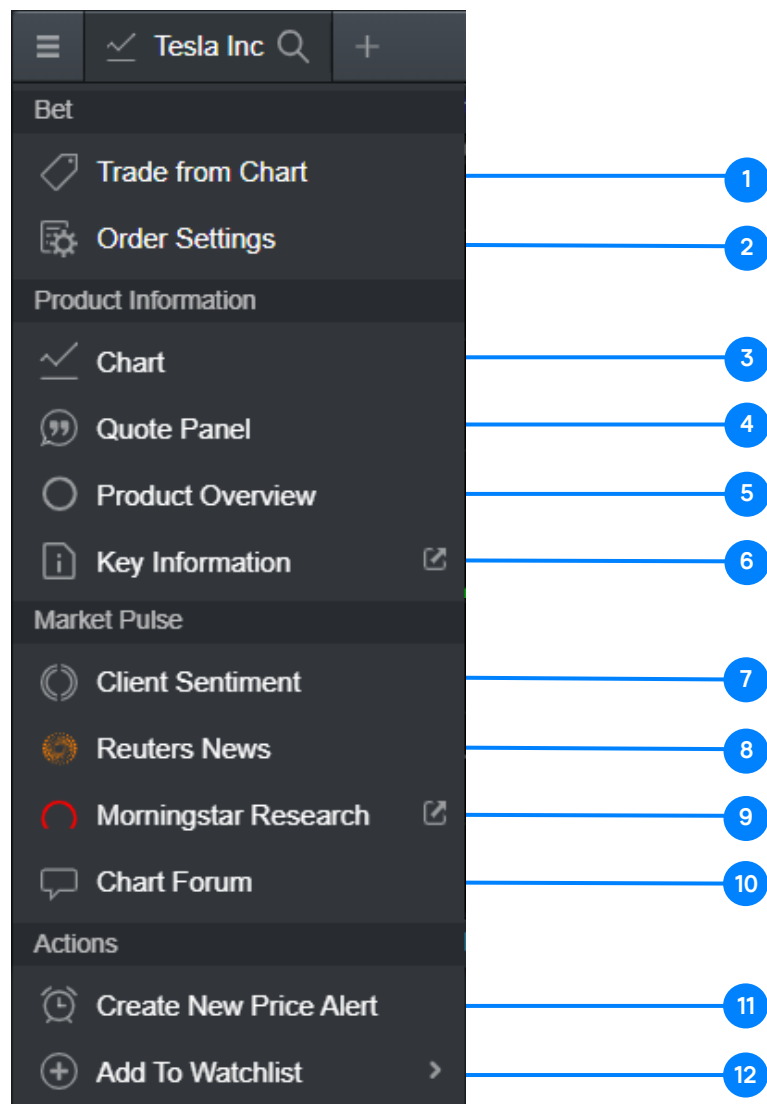 Tesla Inc
Bet
Trade from Chart
1
Order Settings
2
Product Information
Chart
3
Quote Panel
4
Product Overview
5
Key Information
6
Market Pulse
Client Sentiment
7
Reuters News
8
Morningstar Research
9
Chart Forum
10
Actions
Create New Price Alert
11
Add To Watchlist
12